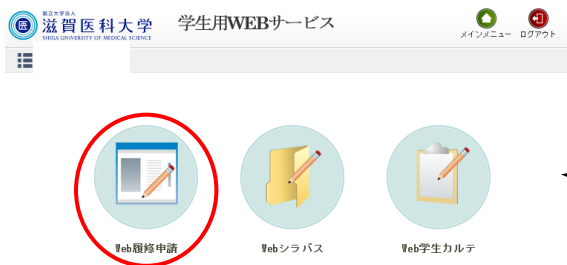 国立大学法人
滋賀医科大学
SHIGA UNIVERSITY OF MEDICAL SCIENCE
学生用WEBサービス
メインメニュー ログアウト
Web履修申請 Webシラバス Web学生カルテ